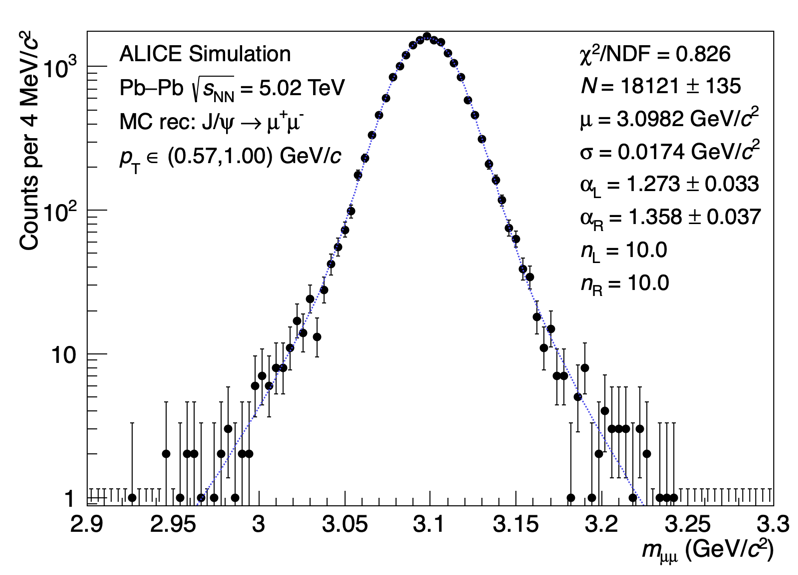 ALICE Simulation
Pb–Pb √sNN = 5.02 TeV
MC rec: J/ψ → μ+μ-
pT ∈ (0.57,1.00) GeV/c
χ2/NDF = 0.826
N = 18121 ± 135
μ = 3.0982 GeV/c2
σ = 0.0174 GeV/c2
αL = 1.273 ± 0.033
αR = 1.358 ± 0.037
nL = 10.0
nR = 10.0
Counts per 4 MeV/c2
103
102
10
1
2.9 2.95 3 3.05 3.1 3.15 3.2 3.25 3.3
mμμ (GeV/c2)